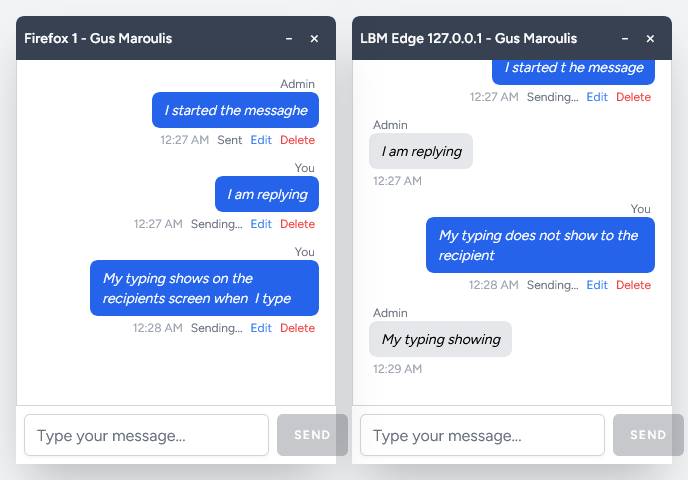 Firefox 1 - Gus Maroulis
Admin
I started the messaghe
12:27 AM Sent Edit Delete
You
I am replying
12:27 AM Sending... Edit Delete
You
My typing shows on the
recipients screen when I type
12:28 AM Sending... Edit Delete
Type your message...
SEND
LBM Edge 127.0.0.1 - Gus Maroulis
I started t he message
12:27 AM Sending... Edit Delete
Admin
I am replying
12:27 AM
You
My typing does not show to the
recipient
12:28 AM Sending... Edit Delete
Admin
My typing showing
12:29 AM
Type your message...
SEND